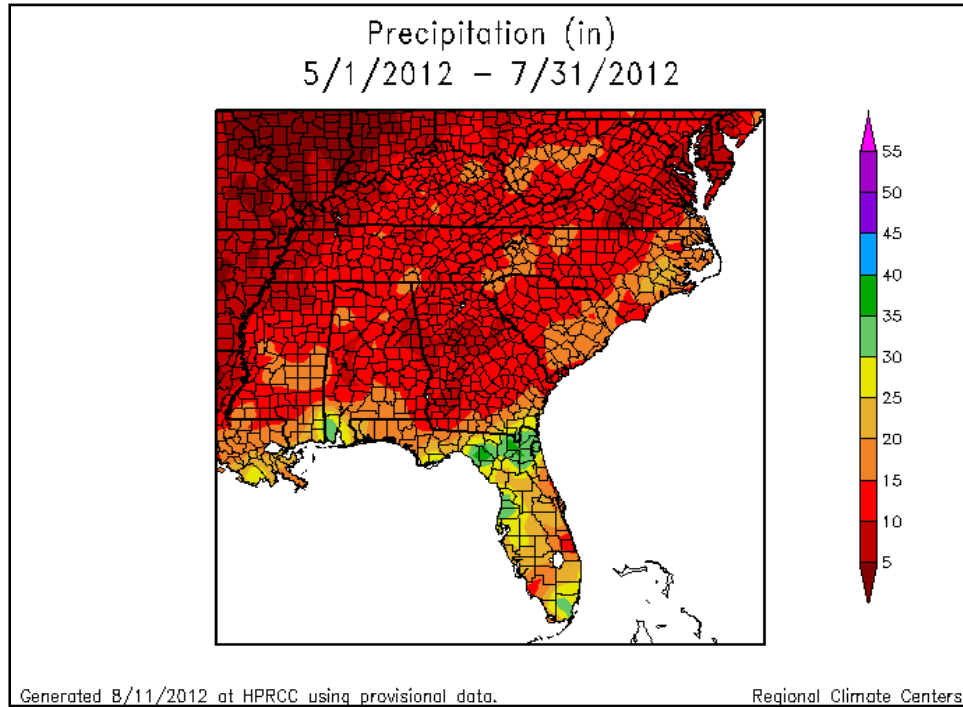 Precipitation (in)
5/1/2012 – 7/31/2012
55
50
45
40
35
30
25
20
15
10
5
Generated 8/11/2012 at HPRCC using provisional data.
Regional Climate Centers